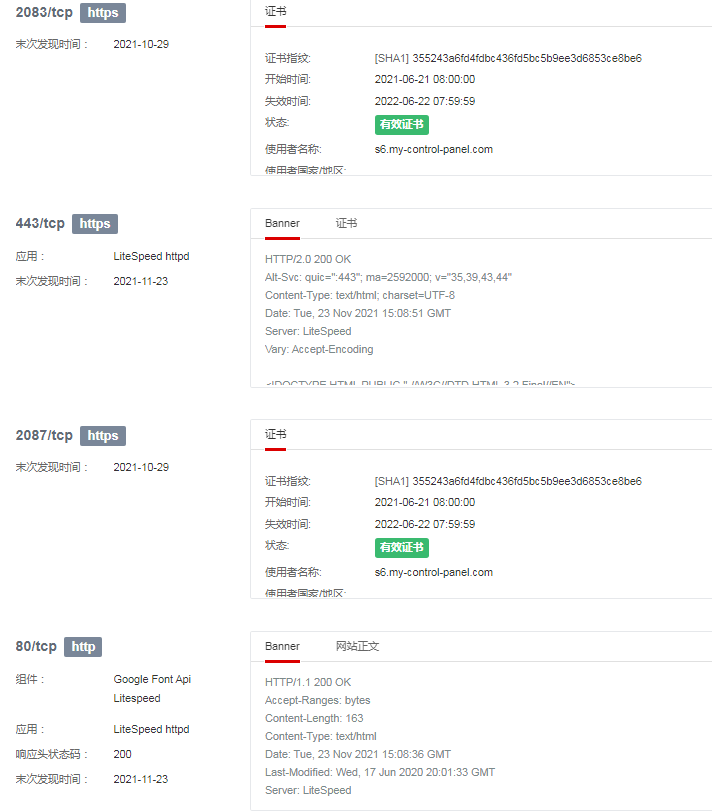 2083/tcp https
末次发现时间： 2021-10-29
证书
证书指纹: [SHA1] 355243a6fd4fdbc436fd5bc5b9ee3d6853ce8be6
开始时间: 2021-06-21 08:00:00
失效时间: 2022-06-22 07:59:59
状态: 有效证书
使用者名称: s6.my-control-panel.com
使用者国家/地区:
443/tcp https
应用： LiteSpeed httpd
末次发现时间： 2021-11-23
Banner 证书
HTTP/2.0 200 OK
Alt-Svc: quic=":443"; ma=2592000; v="35,39,43,44"
Content-Type: text/html; charset=UTF-8
Date: Tue, 23 Nov 2021 15:08:51 GMT
Server: LiteSpeed
Vary: Accept-Encoding
<!DOCTYPE HTML PUBLIC "-//W3C//DTD HTML 3.2 Final//EN">
2087/tcp https
末次发现时间： 2021-10-29
证书
证书指纹: [SHA1] 355243a6fd4fdbc436fd5bc5b9ee3d6853ce8be6
开始时间: 2021-06-21 08:00:00
失效时间: 2022-06-22 07:59:59
状态: 有效证书
使用者名称: s6.my-control-panel.com
使用者国家/地区:
80/tcp http
组件： Google Font Api
Litespeed
应用： LiteSpeed httpd
响应头状态码： 200
末次发现时间： 2021-11-23
Banner 网站正文
HTTP/1.1 200 OK
Accept-Ranges: bytes
Content-Length: 163
Content-Type: text/html
Date: Tue, 23 Nov 2021 15:08:36 GMT
Last-Modified: Wed, 17 Jun 2020 20:01:33 GMT
Server: LiteSpeed